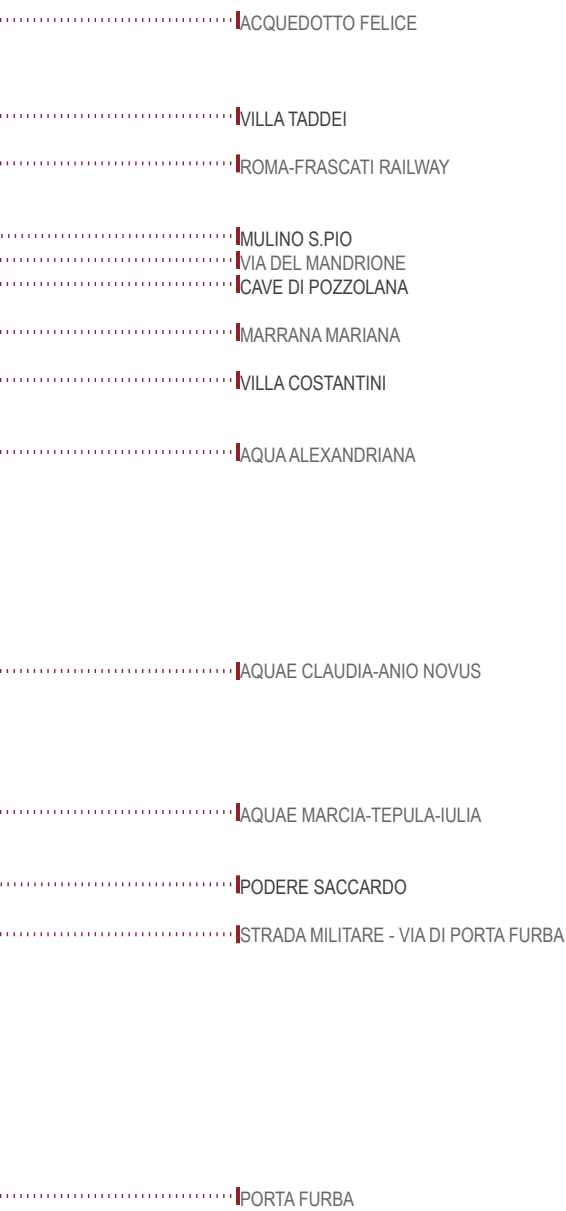 ACQUEDOTTO FELICE
VILLA TADDEI
ROMA-FRASCATI RAILWAY
MULINO S.PIO
VIA DEL MANDRIONE
CAVE DI POZZOLANA
MARRANA MARIANA
VILLA COSTANTINI
AQUA ALEXANDRIANA
AQUAE CLAUDIA-ANIO NOVUS
AQUAE MARCIA-TEPULA-IULIA
PODERE SACCARDO
STRADA MILITARE - VIA DI PORTA FURBA
PORTA FURBA